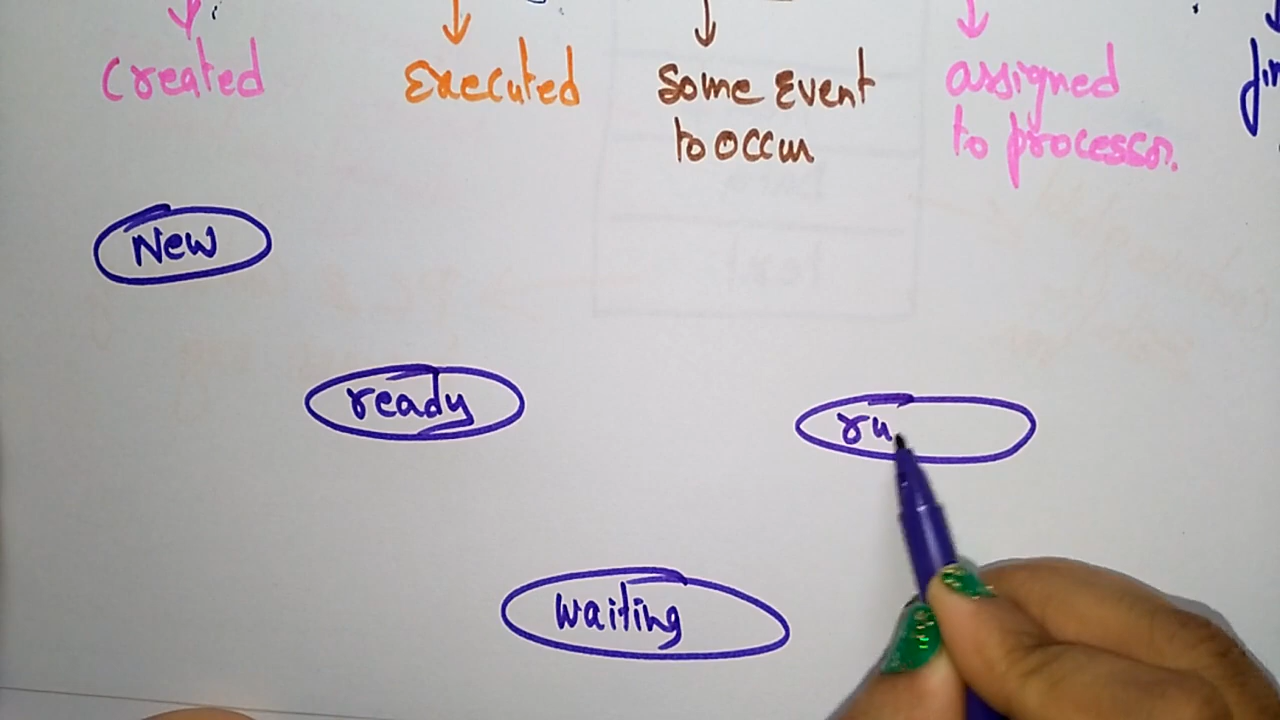 created executed some event assigned
to occur to processor.
New
ready ru
waiting